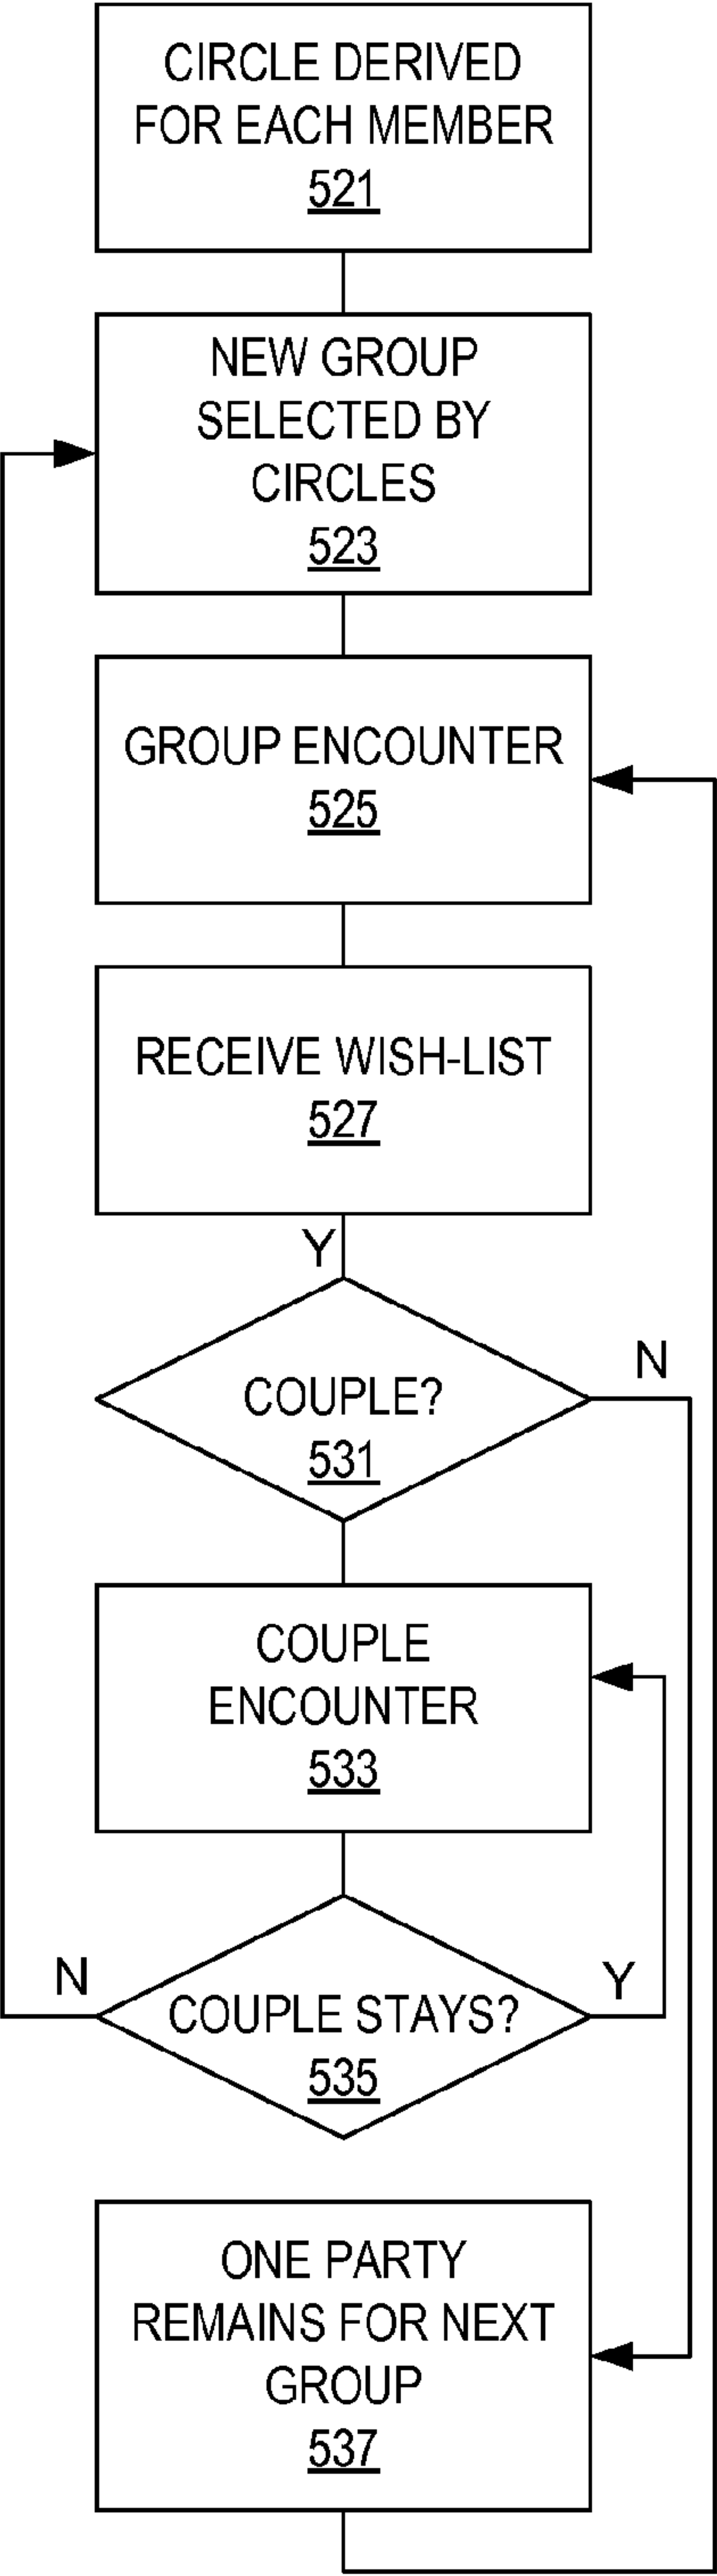 CIRCLE DERIVED
FOR EACH MEMBER
521
NEW GROUP
SELECTED BY
CIRCLES
523
GROUP ENCOUNTER
525
RECEIVE WISH-LIST
527
Y
N
COUPLE?
531
COUPLE
ENCOUNTER
533
N
Y
COUPLE STAYS?
535
ONE PARTY
REMAINS FOR NEXT
GROUP
537